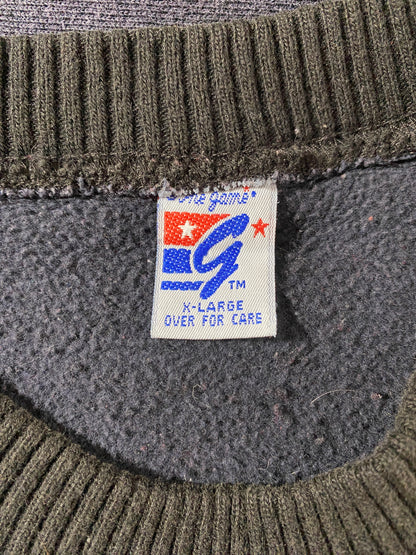 the game®
G
TM
X-LARGE
OVER FOR CARE